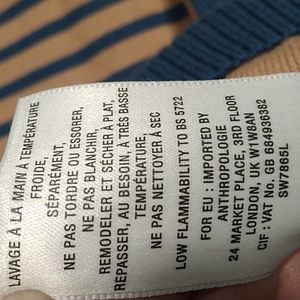 LAVAGE À LA MAIN À TEMPÉRATURE
FROIDE,
SÉPARÉMENT,
NE PAS TORDRE OU ESSORER,
NE PAS BLANCHIR,
REMODELER ET SÉCHER À PLAT,
REPASSER, AU BESOIN, À TRÈS BASSE
TEMPÉRATURE,
NE PAS NETTOYER À SEC
LOW FLAMMABILITY TO BS 5722
FOR EU : IMPORTED BY
ANTHROPOLOGIE
24 MARKET PLACE, 3RD FLOOR
LONDON, UK W1W8AN
CIF : VAT No. GB 684936382
SW7865L